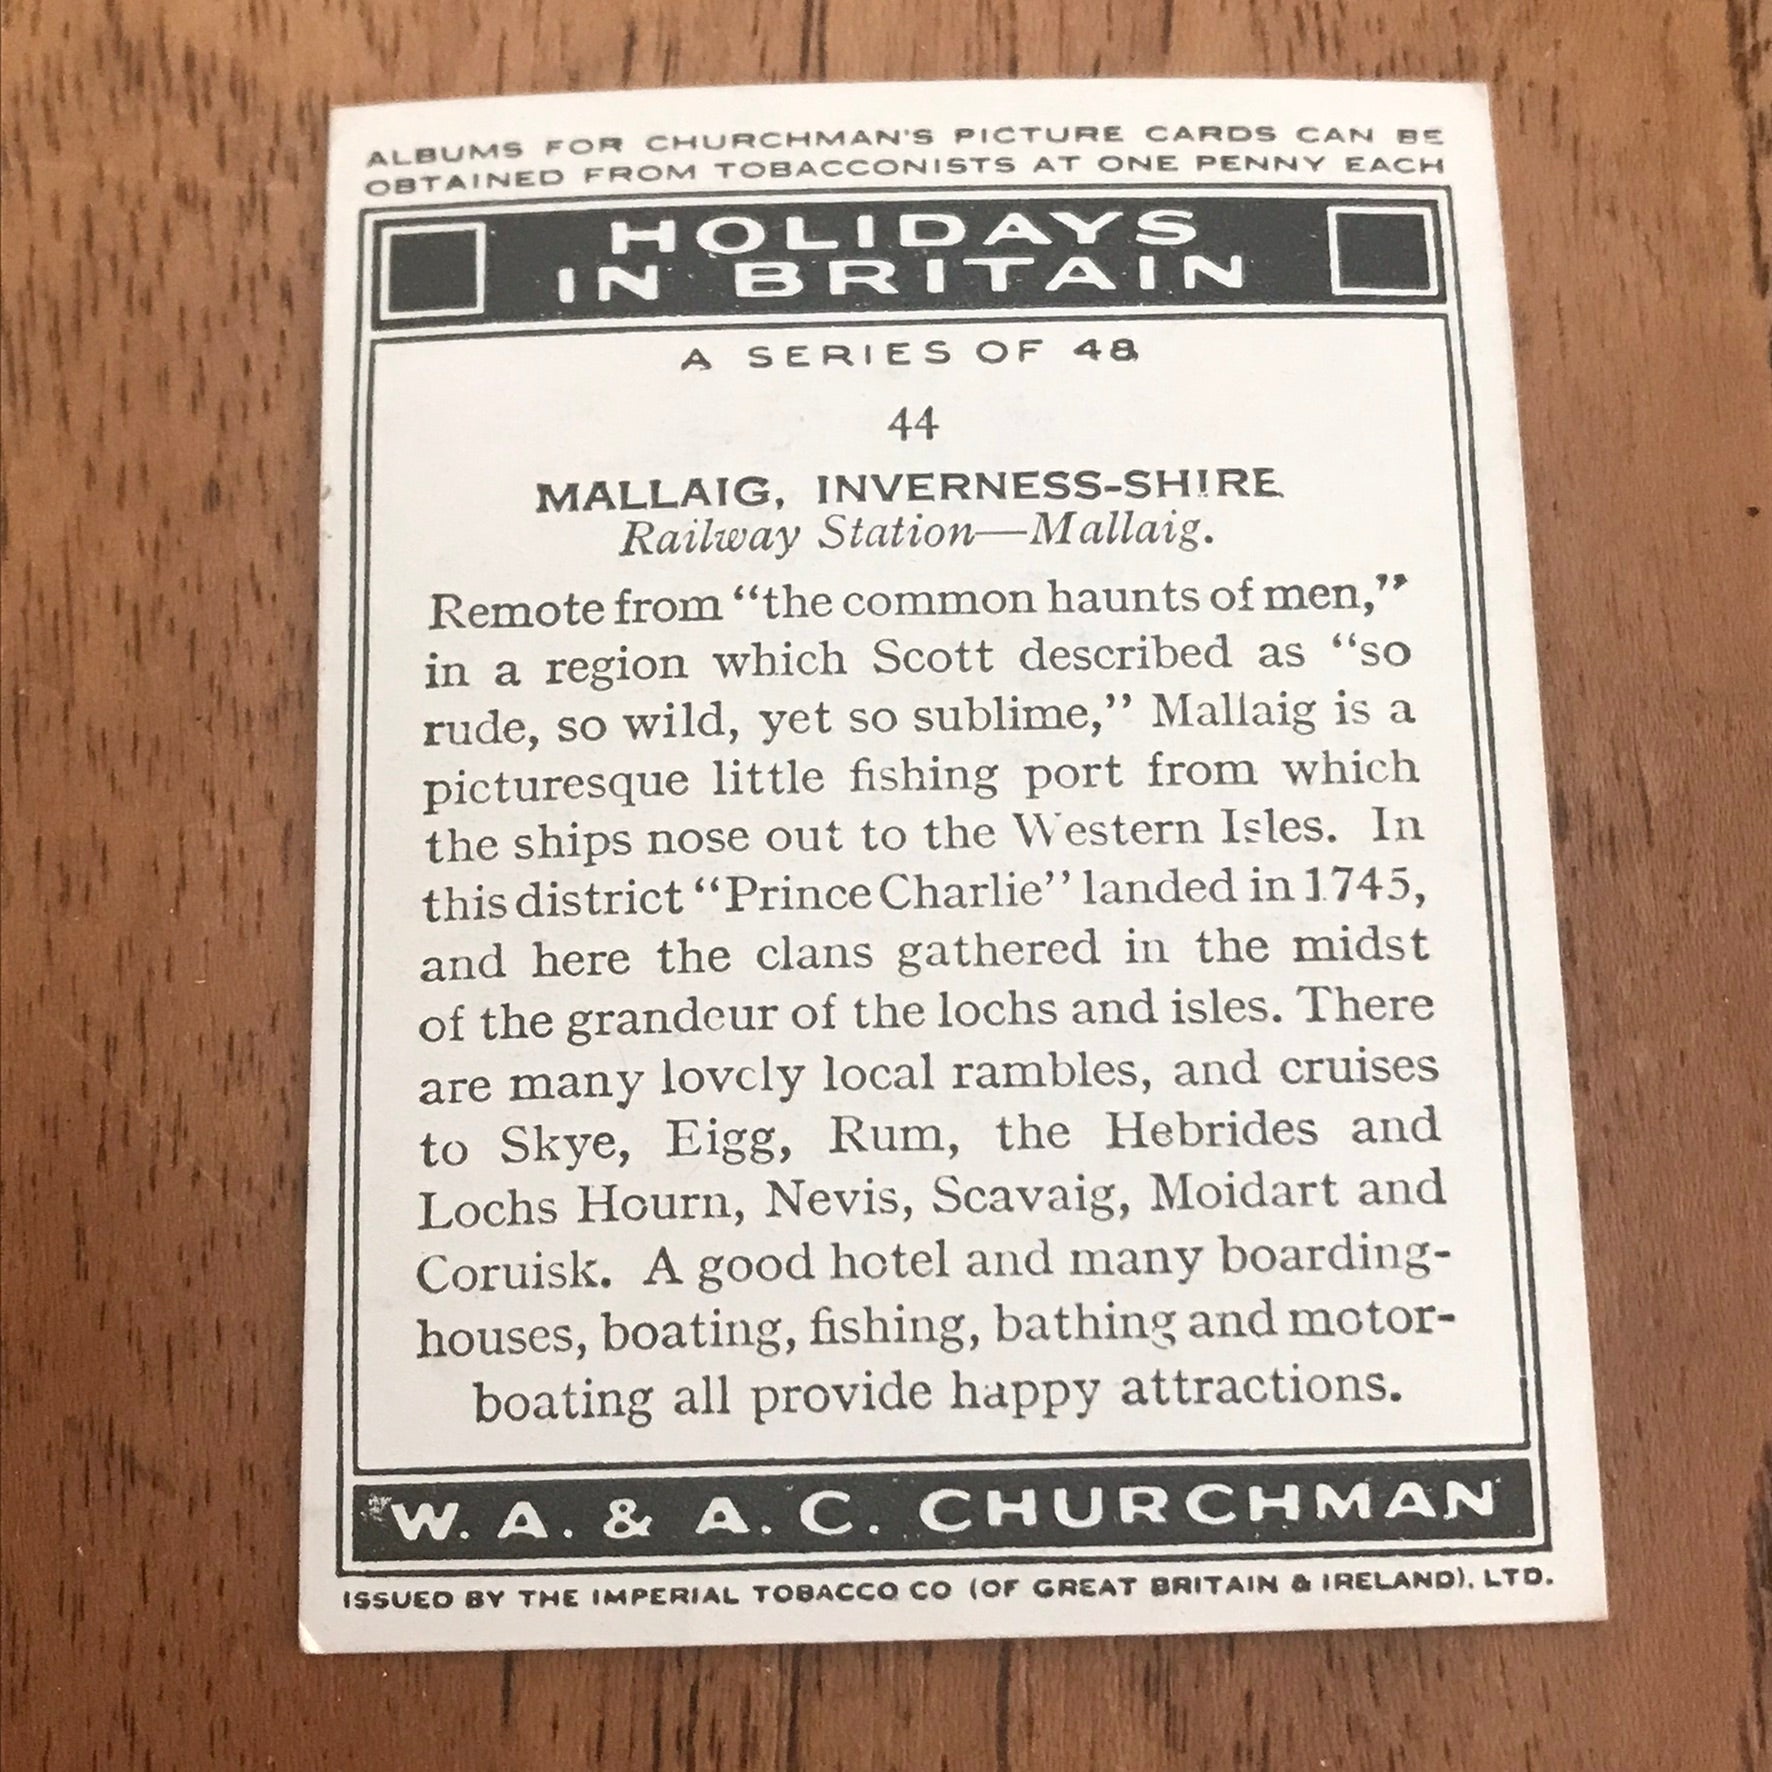 ALBUMS FOR CHURCHMAN'S PICTURE CARDS CAN BE
OBTAINED FROM TOBACCONISTS AT ONE PENNY EACH
HOLIDAYS
IN BRITAIN
A SERIES OF 48
44
MALLAIG, INVERNESS-SHIRE
Railway Station—Mallaig.
Remote from “the common haunts of men,”
in a region which Scott described as “so
rude, so wild, yet so sublime,” Mallaig is a
picturesque little fishing port from which
the ships nose out to the Western Isles. In
this district “Prince Charlie” landed in 1745,
and here the clans gathered in the midst
of the grandeur of the lochs and isles. There
are many lovely local rambles, and cruises
to Skye, Eigg, Rum, the Hebrides and
Lochs Hourn, Nevis, Scavaig, Moidart and
Coruisk. A good hotel and many boarding-
houses, boating, fishing, bathing and motor-
boating all provide happy attractions.
W. A. & A. C. CHURCHMAN
ISSUED BY THE IMPERIAL TOBACCO CO (OF GREAT BRITAIN & IRELAND), LTD.